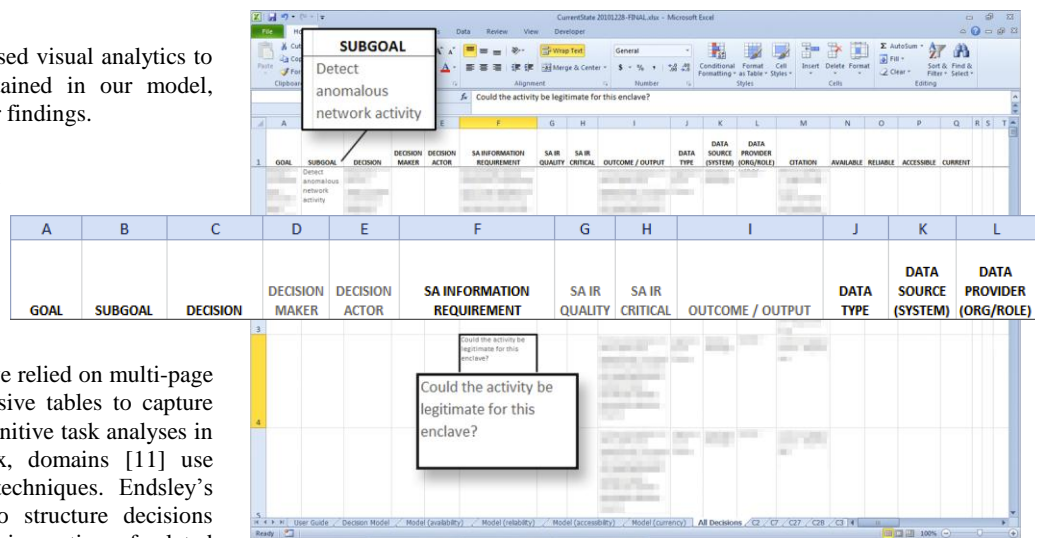 sed visual analytics to
ained in our model,
findings.
CurrentState 20101228-FINAL.xlsx - Microsoft Excel
File
Data Review View Developer
Wrap Text General AutoSum
Fill
Paste Merge & Center $ % , Conditional Format Cell Insert Delete Format Sort & Find &
Formatting as Table Styles Clear Filter Select
Clipboard Alignment Number Styles Cells Editing
SUBGOAL
Detect
anomalous
network activity
fx Could the activity be legitimate for this enclave?
A E F G H I J K L M N O P Q R S T
1 GOAL SUBGOAL DECISION DECISION MAKER DECISION ACTOR SA INFORMATION REQUIREMENT SA IR QUALITY SA IR CRITICAL OUTCOME / OUTPUT DATA TYPE DATA SOURCE (SYSTEM) DATA PROVIDER (ORG/ROLE) CITATION AVAILABLE RELIABLE ACCESSIBLE CURRENT
Detect
anomalous
network
activity
A B C D E F G H I J K L
DATA DATA
DECISION DECISION SA INFORMATION SA IR SA IR DATA SOURCE PROVIDER
GOAL SUBGOAL DECISION MAKER ACTOR REQUIREMENT QUALITY CRITICAL OUTCOME / OUTPUT TYPE (SYSTEM) (ORG/ROLE)
3
Could the activity be
legitimate for this
enclave?
Could the activity be
legitimate for this
enclave?
4
5
e relied on multi-page
sive tables to capture
nitive task analyses in
x, domains [11] use
techniques. Endsley's
o structure decisions
User Guide Decision Model Model (availability) Model (reliability) Model (accessibility) Model (currency) All Decisions C2 C7 C27 C28 C3
Ready 100%